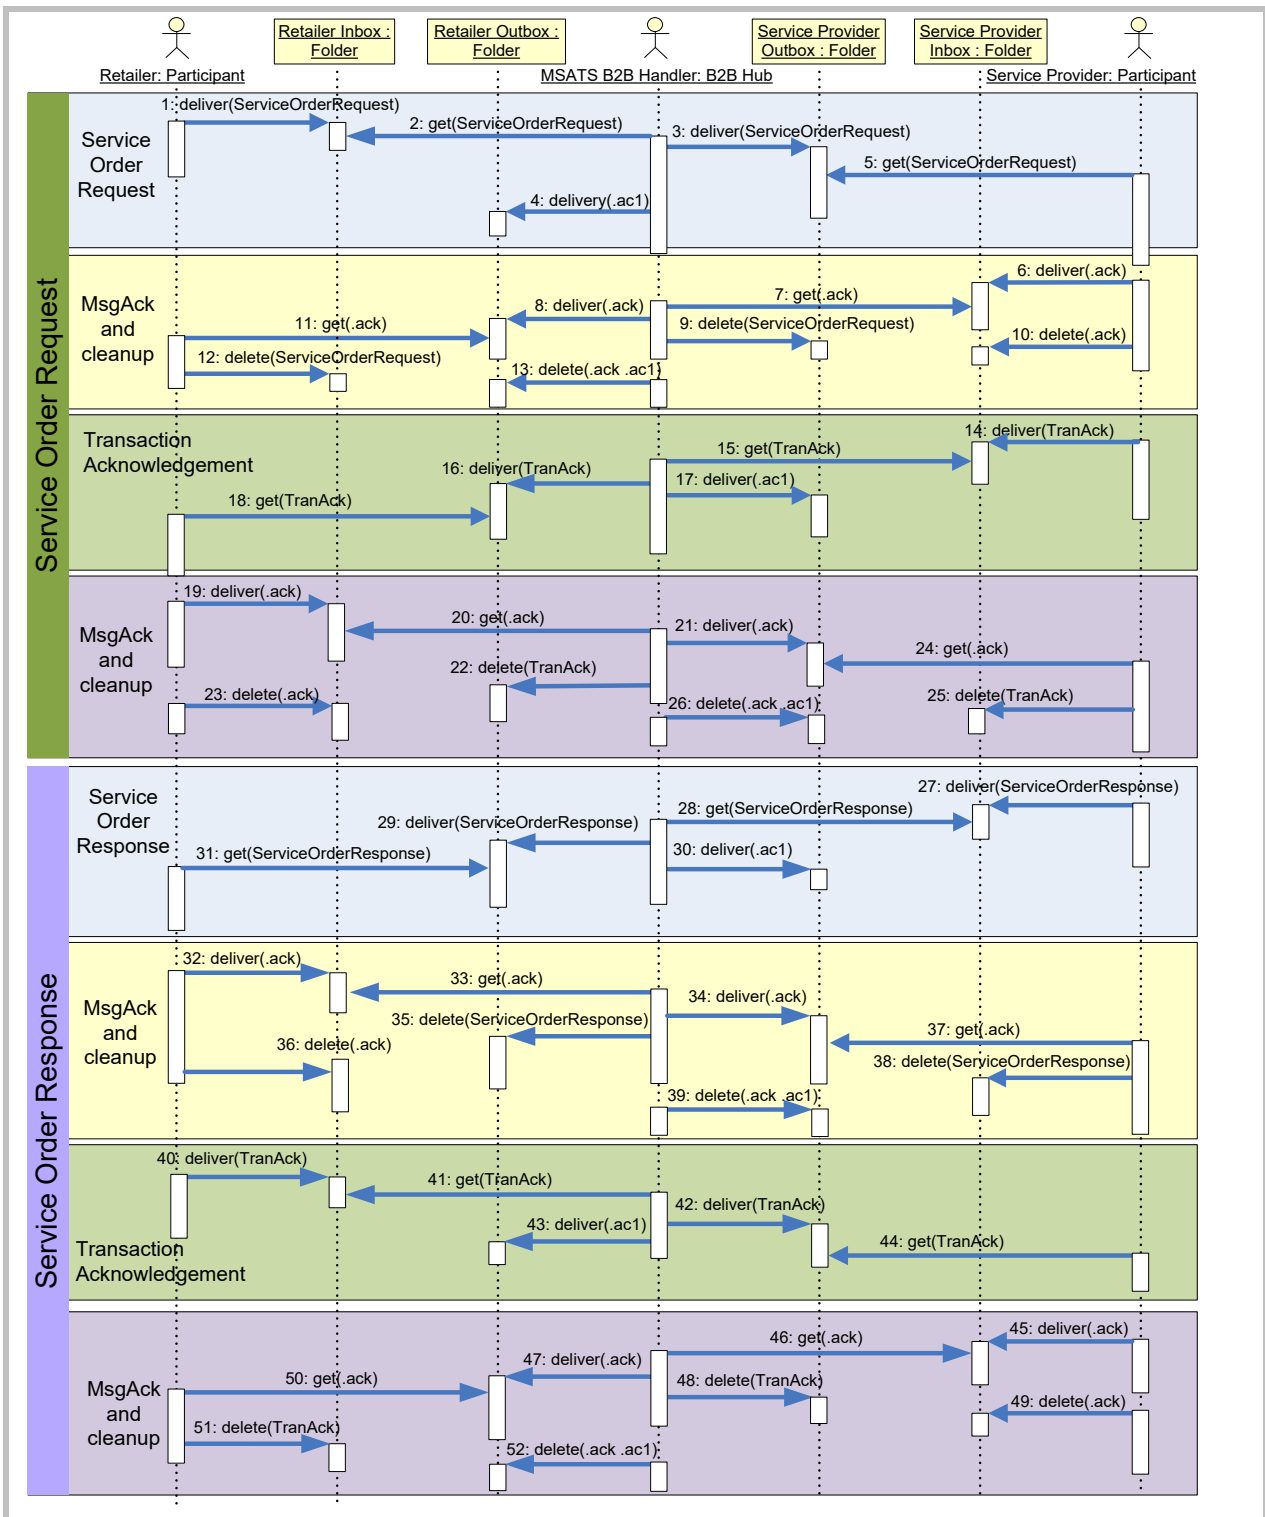 Retailer Inbox :
Folder
Retailer Outbox :
Folder
Service Provider
Outbox : Folder
Service Provider
Inbox : Folder
Retailer: Participant
MSATS B2B Handler: B2B Hub
Service Provider: Participant
Service Order Request
Service
Order
Request
1: deliver(ServiceOrderRequest)
2: get(ServiceOrderRequest)
3: deliver(ServiceOrderRequest)
5: get(ServiceOrderRequest)
4: delivery(.ac1)
MsgAck
and
cleanup
6: deliver(.ack)
7: get(.ack)
8: deliver(.ack)
9: delete(ServiceOrderRequest)
10: delete(.ack)
11: get(.ack)
12: delete(ServiceOrderRequest)
13: delete(.ack .ac1)
Transaction
Acknowledgement
14: deliver(TranAck)
15: get(TranAck)
16: deliver(TranAck)
17: deliver(.ac1)
18: get(TranAck)
MsgAck
and
cleanup
19: deliver(.ack)
20: get(.ack)
21: deliver(.ack)
24: get(.ack)
22: delete(TranAck)
23: delete(.ack)
25: delete(TranAck)
26: delete(.ack .ac1)
Service Order Response
Service
Order
Response
27: deliver(ServiceOrderResponse)
28: get(ServiceOrderResponse)
29: deliver(ServiceOrderResponse)
30: deliver(.ac1)
31: get(ServiceOrderResponse)
MsgAck
and
cleanup
32: deliver(.ack)
33: get(.ack)
34: deliver(.ack)
35: delete(ServiceOrderResponse)
37: get(.ack)
36: delete(.ack)
38: delete(ServiceOrderResponse)
39: delete(.ack .ac1)
Transaction
Acknowledgement
40: deliver(TranAck)
41: get(TranAck)
42: deliver(TranAck)
43: deliver(.ac1)
44: get(TranAck)
MsgAck
and
cleanup
45: deliver(.ack)
46: get(.ack)
47: deliver(.ack)
48: delete(TranAck)
50: get(.ack)
49: delete(.ack)
51: delete(TranAck)
52: delete(.ack .ac1)